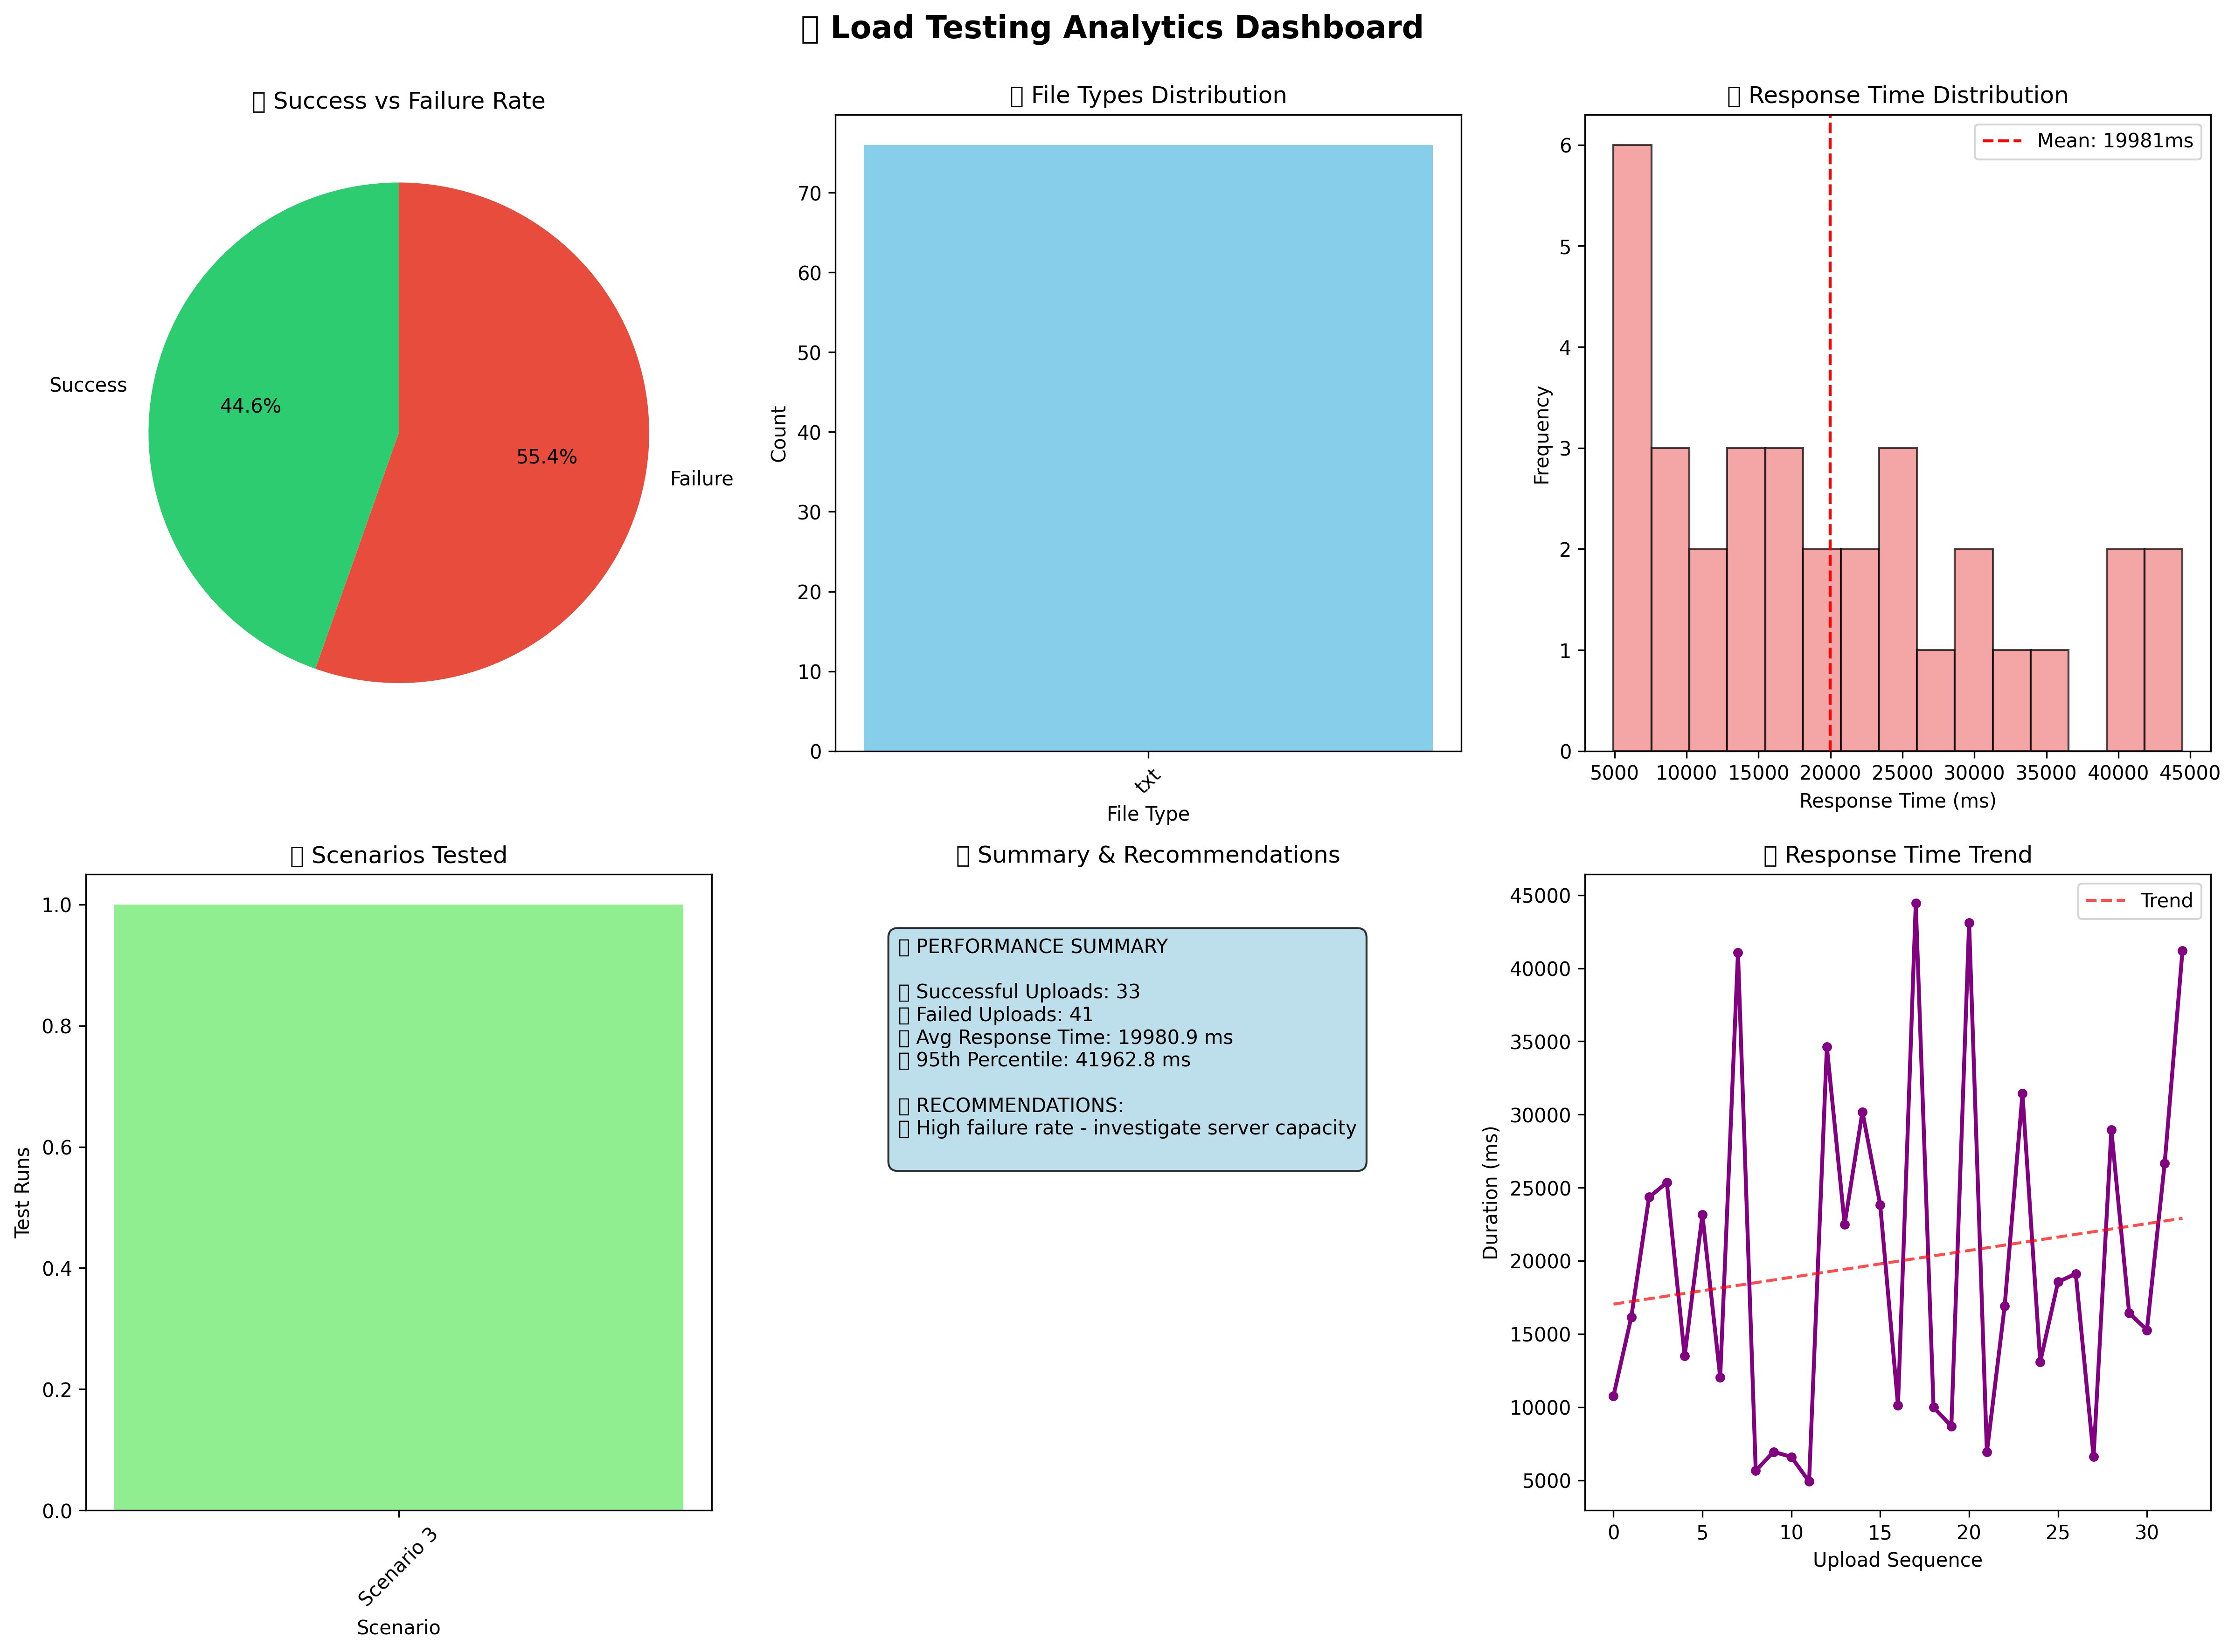 Load Testing Analytics Dashboard
Success vs Failure Rate
Success
44.6%
55.4%
Failure
File Types Distribution
Count
70
60
50
40
30
20
10
0
txt
File Type
Response Time Distribution
Mean: 19981ms
Frequency
6
5
4
3
2
1
0
5000 10000 15000 20000 25000 30000 35000 40000 45000
Response Time (ms)
Scenarios Tested
Test Runs
1.0
0.8
0.6
0.4
0.2
0.0
Scenario 3
Scenario
Summary & Recommendations
PERFORMANCE SUMMARY
Successful Uploads: 33
Failed Uploads: 41
Avg Response Time: 19980.9 ms
95th Percentile: 41962.8 ms
RECOMMENDATIONS:
High failure rate - investigate server capacity
Response Time Trend
Trend
Duration (ms)
45000
40000
35000
30000
25000
20000
15000
10000
5000
0 5 10 15 20 25 30
Upload Sequence